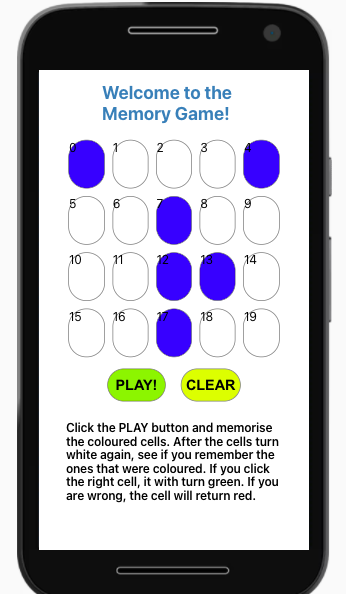 Welcome to the
Memory Game!
0 1 2 3 4
5 6 7 8 9
10 11 12 13 14
15 16 17 18 19
PLAY! CLEAR
Click the PLAY button and memorise
the coloured cells. After the cells turn
white again, see if you remember the
ones that were coloured. If you click
the right cell, it with turn green. If you
are wrong, the cell will return red.